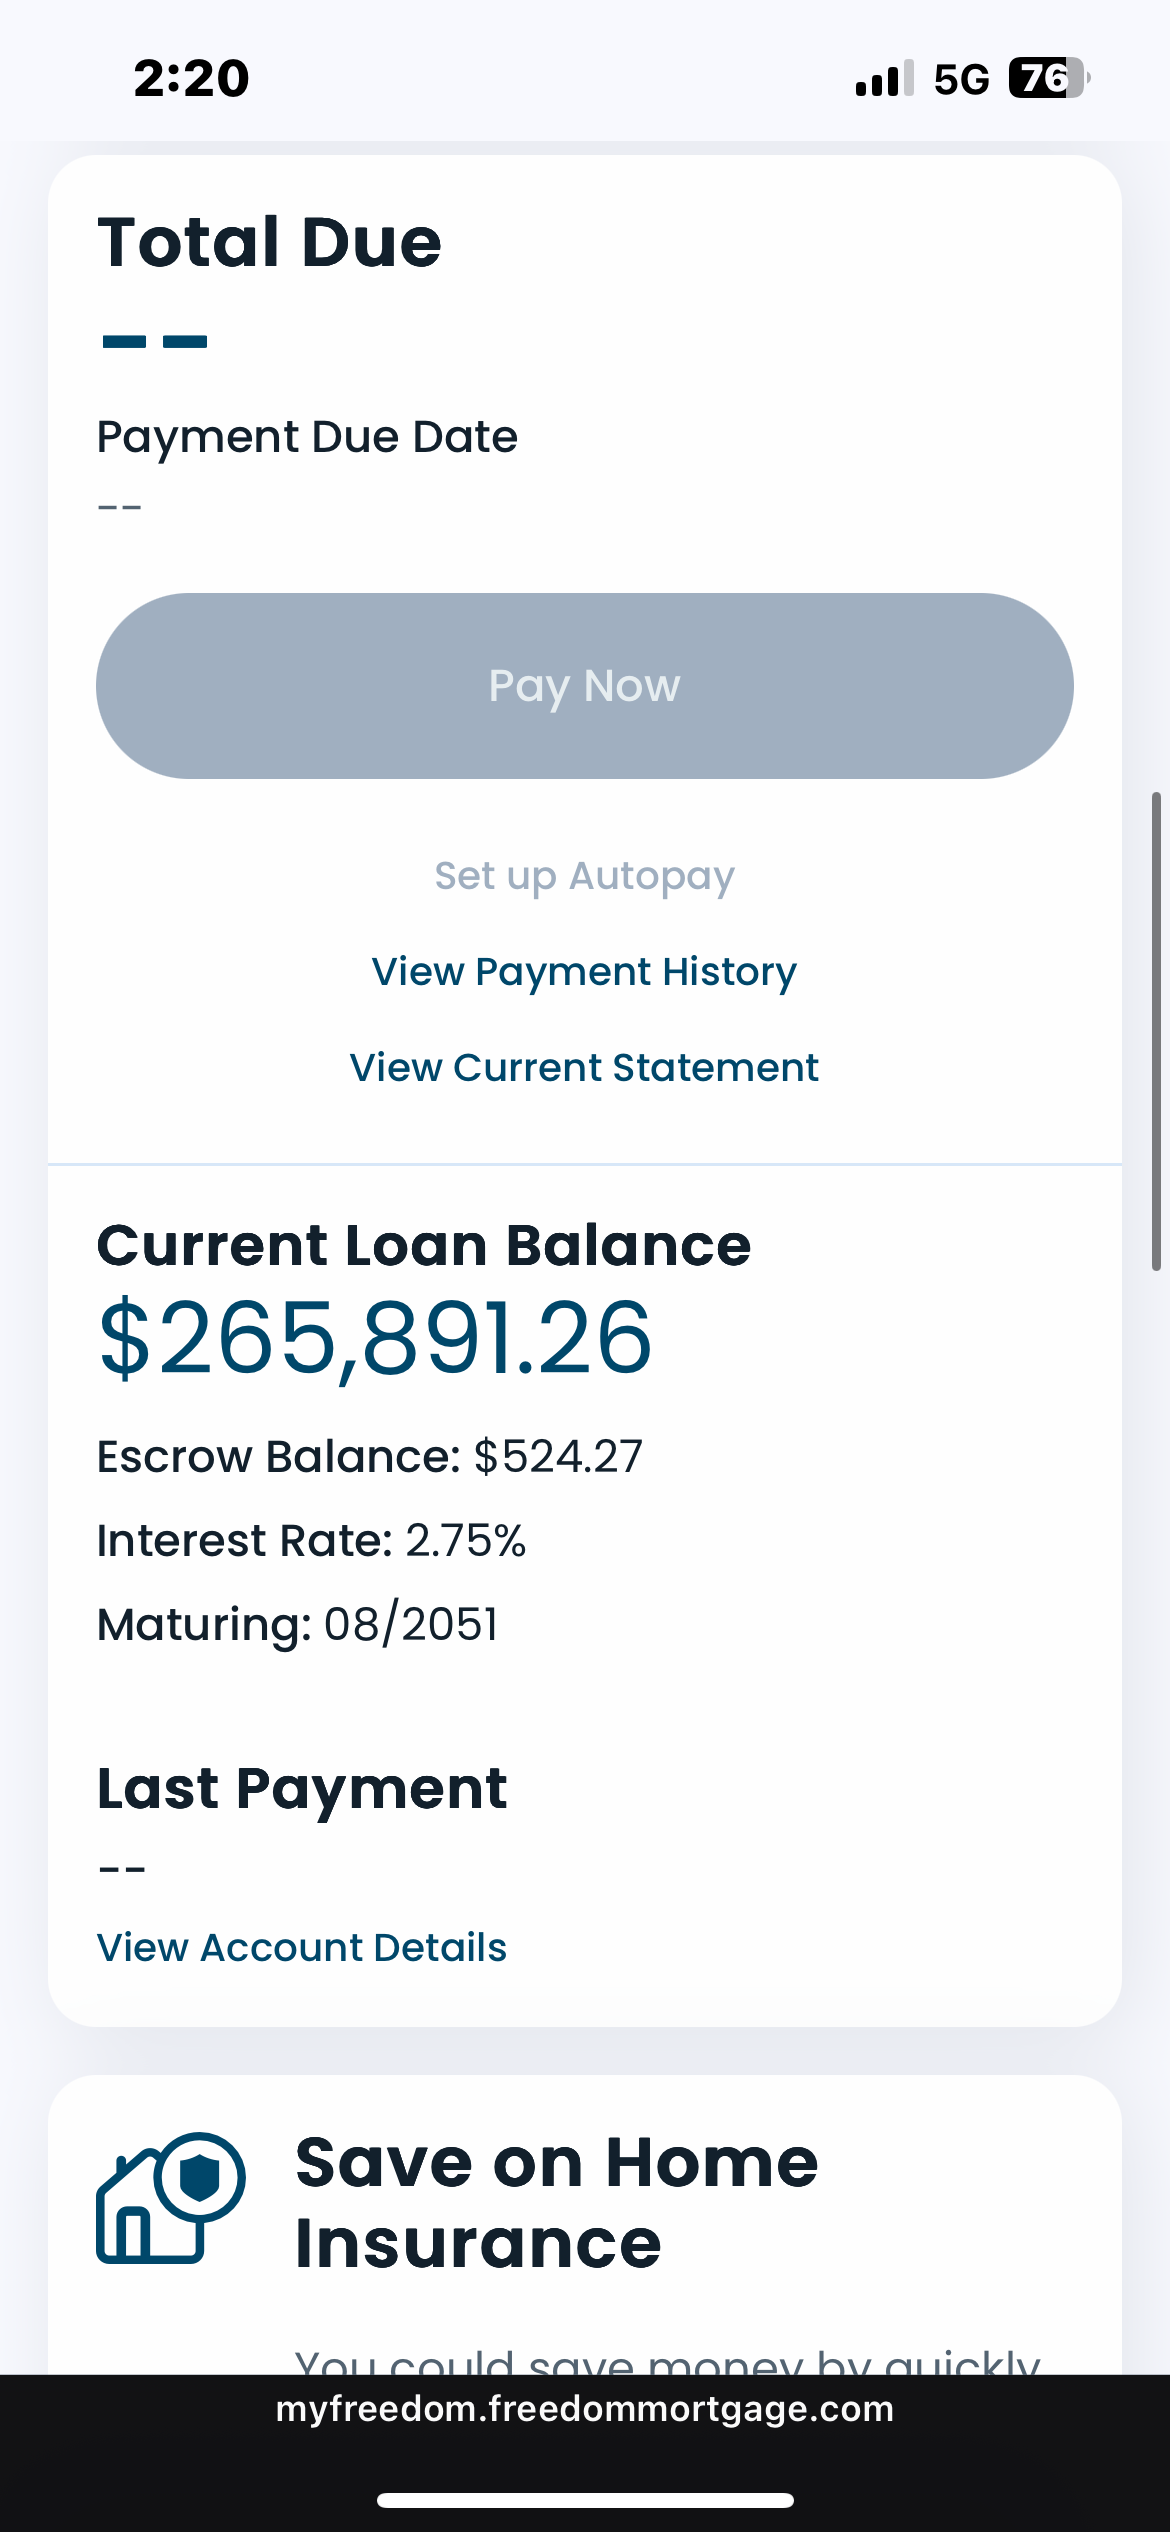 2:20
5G 76
Total Due
--
Payment Due Date
--
Pay Now
Set up Autopay
View Payment History
View Current Statement
Current Loan Balance
$265,891.26
Escrow Balance: $524.27
Interest Rate: 2.75%
Maturing: 08/2051
Last Payment
--
View Account Details
Save on Home
Insurance
You could save money by quickly
myfreedom.freedommortgage.com